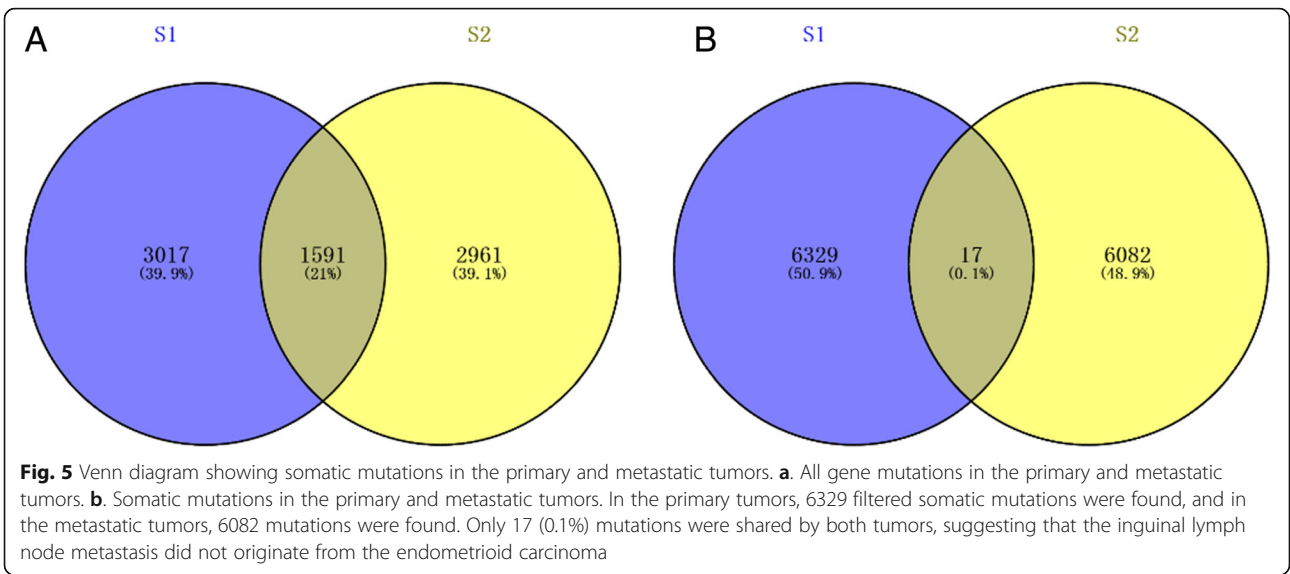 A
S1
S2
B
S1
S2
3017
(39.9%)
1591
(21%)
2961
(39.1%)
6329
(50.9%)
17
(0.1%)
6082
(48.9%)
Fig. 5 Venn diagram showing somatic mutations in the primary and metastatic tumors. a. All gene mutations in the primary and metastatic
tumors. b. Somatic mutations in the primary and metastatic tumors. In the primary tumors, 6329 filtered somatic mutations were found, and in
the metastatic tumors, 6082 mutations were found. Only 17 (0.1%) mutations were shared by both tumors, suggesting that the inguinal lymph
node metastasis did not originate from the endometrioid carcinoma